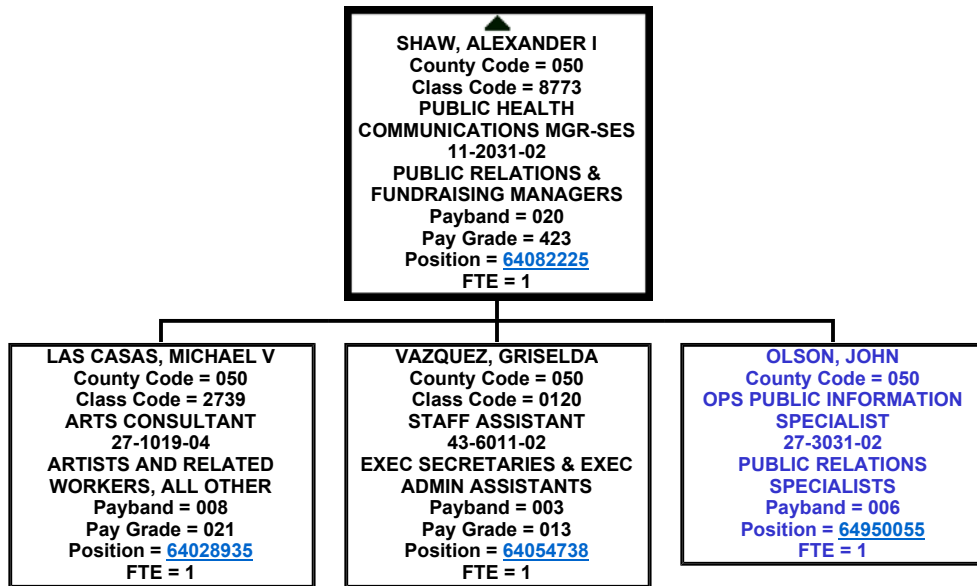 SHAW, ALEXANDER I
County Code = 050
Class Code = 8773
PUBLIC HEALTH
COMMUNICATIONS MGR-SES
11-2031-02
PUBLIC RELATIONS &
FUNDRAISING MANAGERS
Payband = 020
Pay Grade = 423
Position = 64082225
FTE = 1
LAS CASAS, MICHAEL V
County Code = 050
Class Code = 2739
ARTS CONSULTANT
27-1019-04
ARTISTS AND RELATED
WORKERS, ALL OTHER
Payband = 008
Pay Grade = 021
Position = 64028935
FTE = 1
VAZQUEZ, GRISELDA
County Code = 050
Class Code = 0120
STAFF ASSISTANT
43-6011-02
EXEC SECRETARIES & EXEC
ADMIN ASSISTANTS
Payband = 003
Pay Grade = 013
Position = 64054738
FTE = 1
OLSON, JOHN
County Code = 050
OPS PUBLIC INFORMATION
SPECIALIST
27-3031-02
PUBLIC RELATIONS
SPECIALISTS
Payband = 006
Position = 64950055
FTE = 1